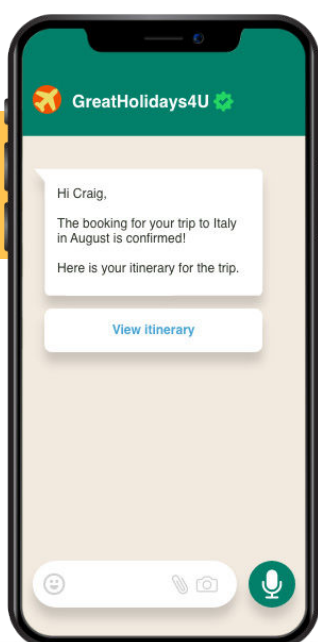 GreatHolidays4U
Hi Craig,
The booking for your trip to Italy
in August is confirmed!
Here is your itinerary for the trip.
View itinerary